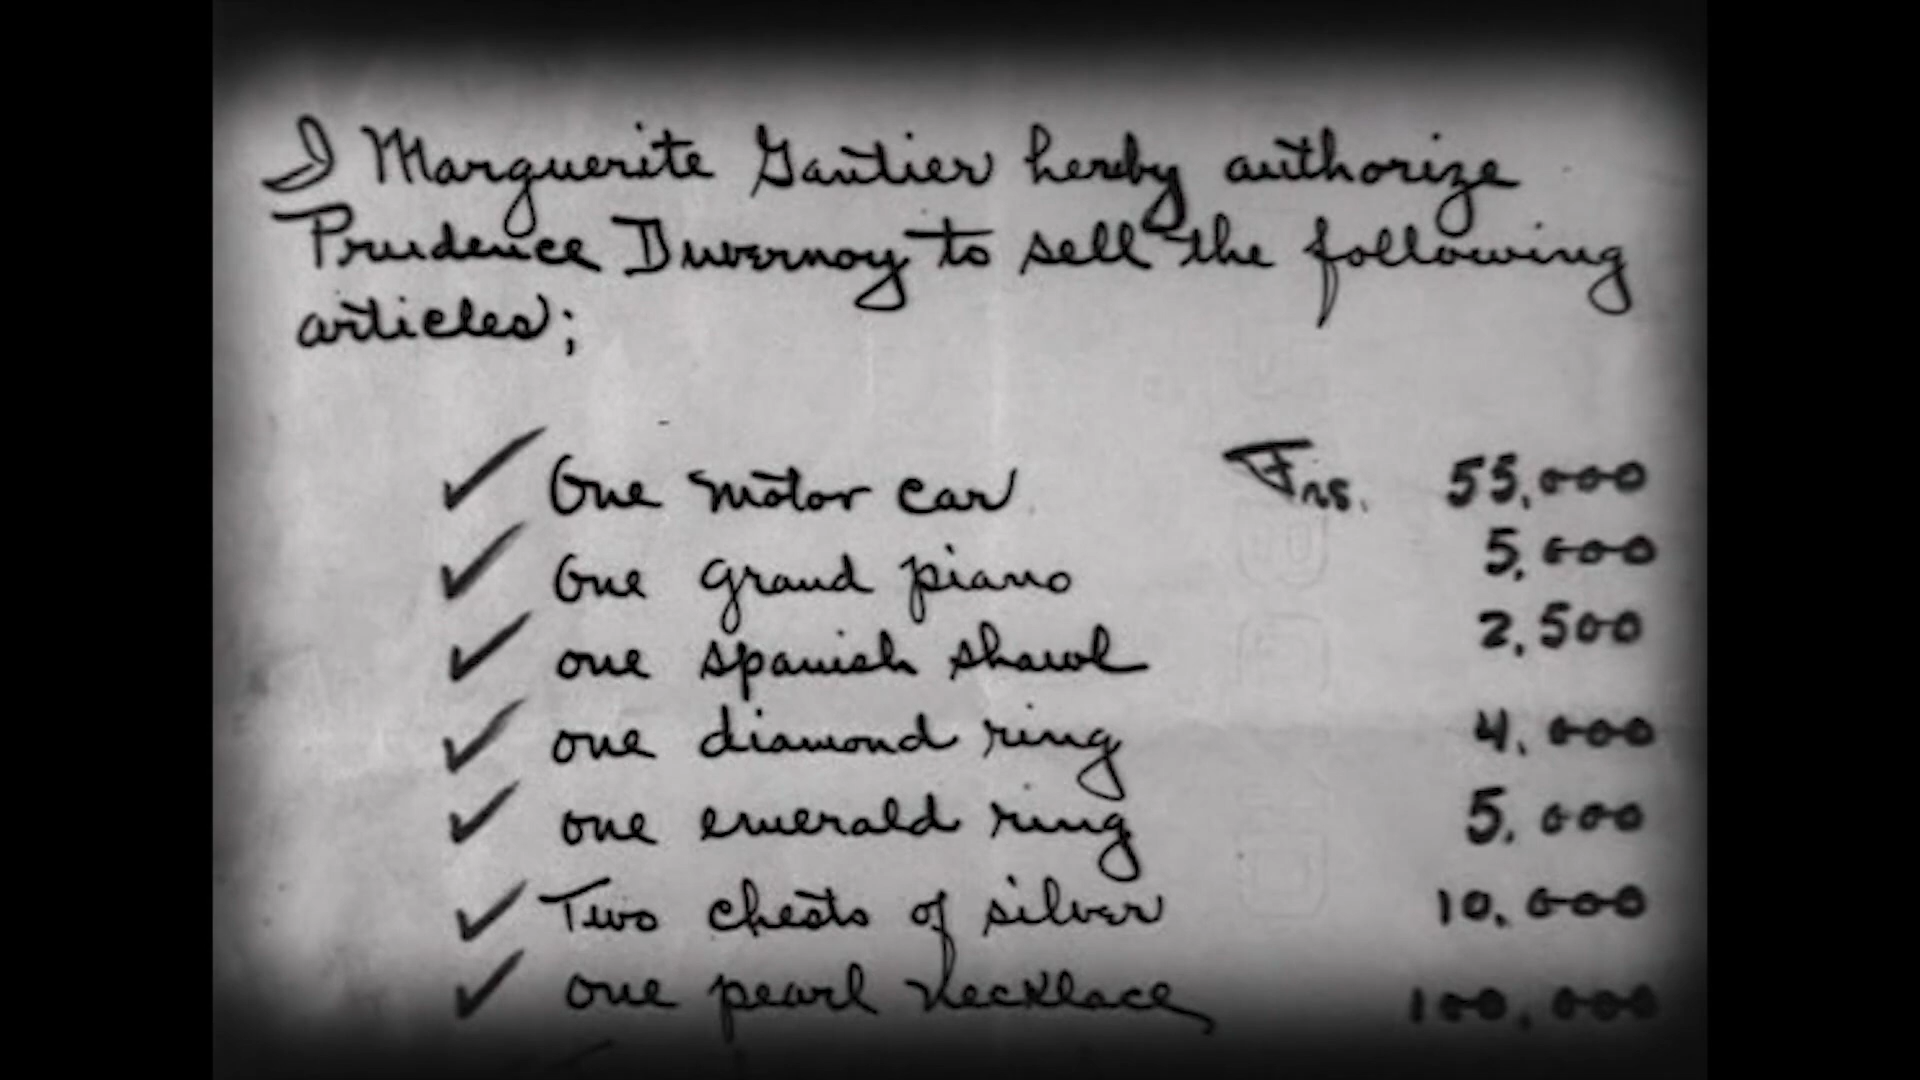 I Marguerite Gautier hereby authorize
Prudence Duvernoy to sell the following
articles;
✓ One motor car Frs. 55,000
✓ One grand piano 5,000
✓ one spanish shawl 2,500
✓ one diamond ring 4,000
✓ one emerald ring 5,000
✓ Two chests of silver 10,000
✓ one pearl necklace 100,000